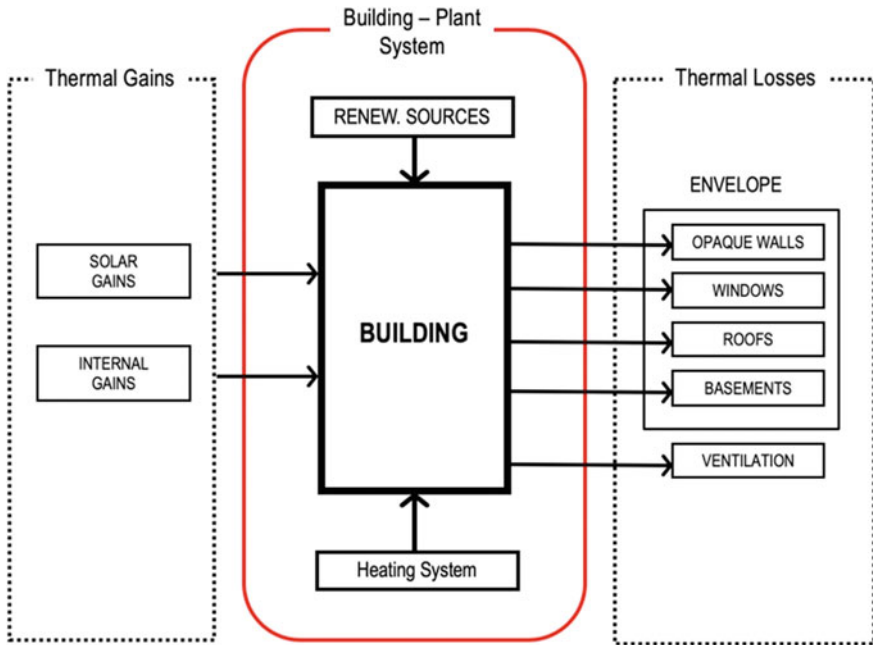 Building – Plant
System
Thermal Gains
Thermal Losses
RENEW. SOURCES
ENVELOPE
OPAQUE WALLS
SOLAR
GAINS
WINDOWS
BUILDING
ROOFS
INTERNAL
GAINS
BASEMENTS
VENTILATION
Heating System